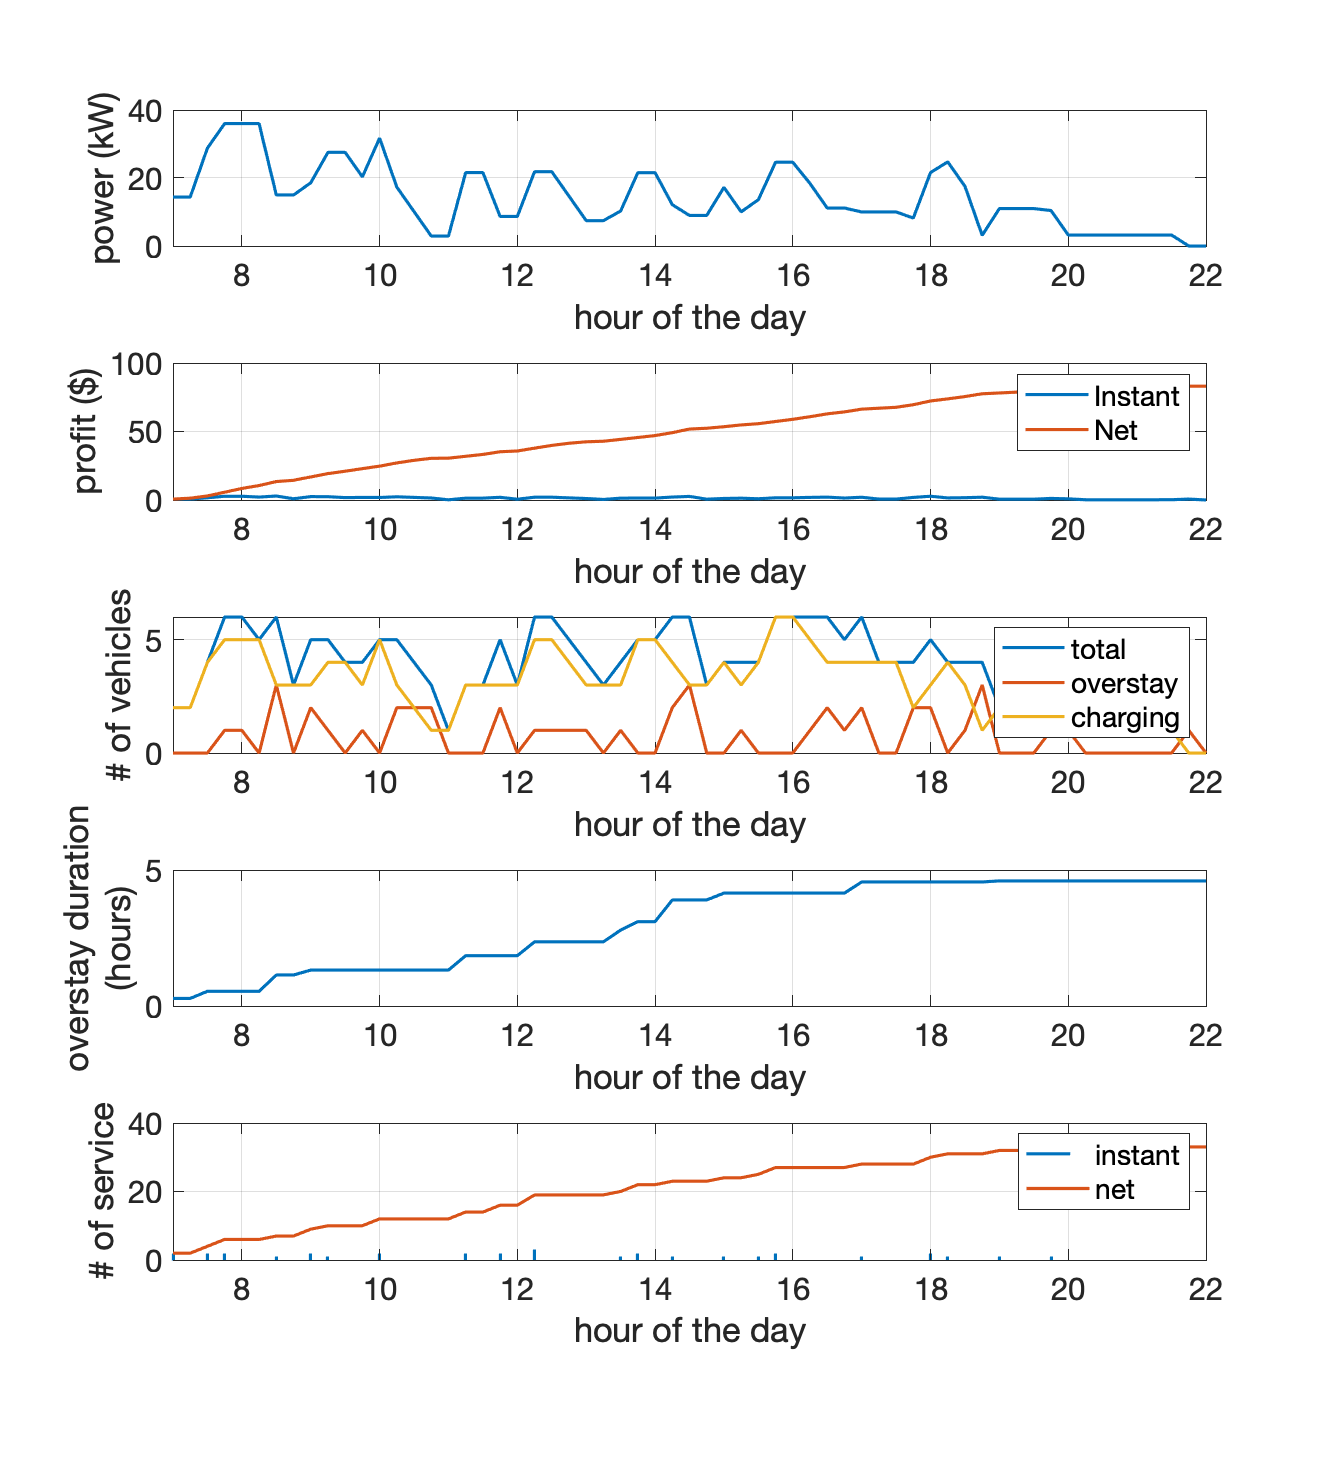 power (kW)
40
20
0
8 10 12 14 16 18 20 22
hour of the day
profit ($)
100
50
0
Instant
Net
8 10 12 14 16 18 20 22
hour of the day
# of vehicles
5
0
total
overstay
charging
8 10 12 14 16 18 20 22
hour of the day
overstay duration
(hours)
5
0
8 10 12 14 16 18 20 22
hour of the day
# of service
40
20
0
instant
net
8 10 12 14 16 18 20 22
hour of the day